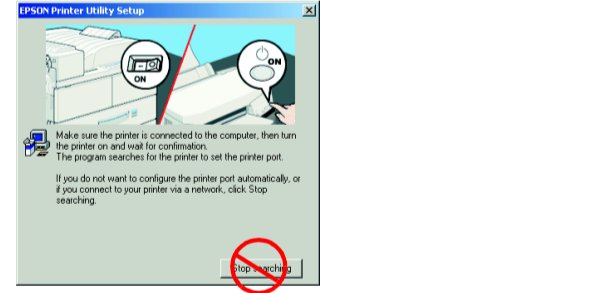 EPSON Printer Utility Setup
ON
ON
Make sure the printer is connected to the computer, then turn
the printer on and wait for confirmation.
The program searches for the printer to set the printer port.
If you do not want to configure the printer port automatically, or
if you connect to your printer via a network, click Stop
searching.
Stop searching